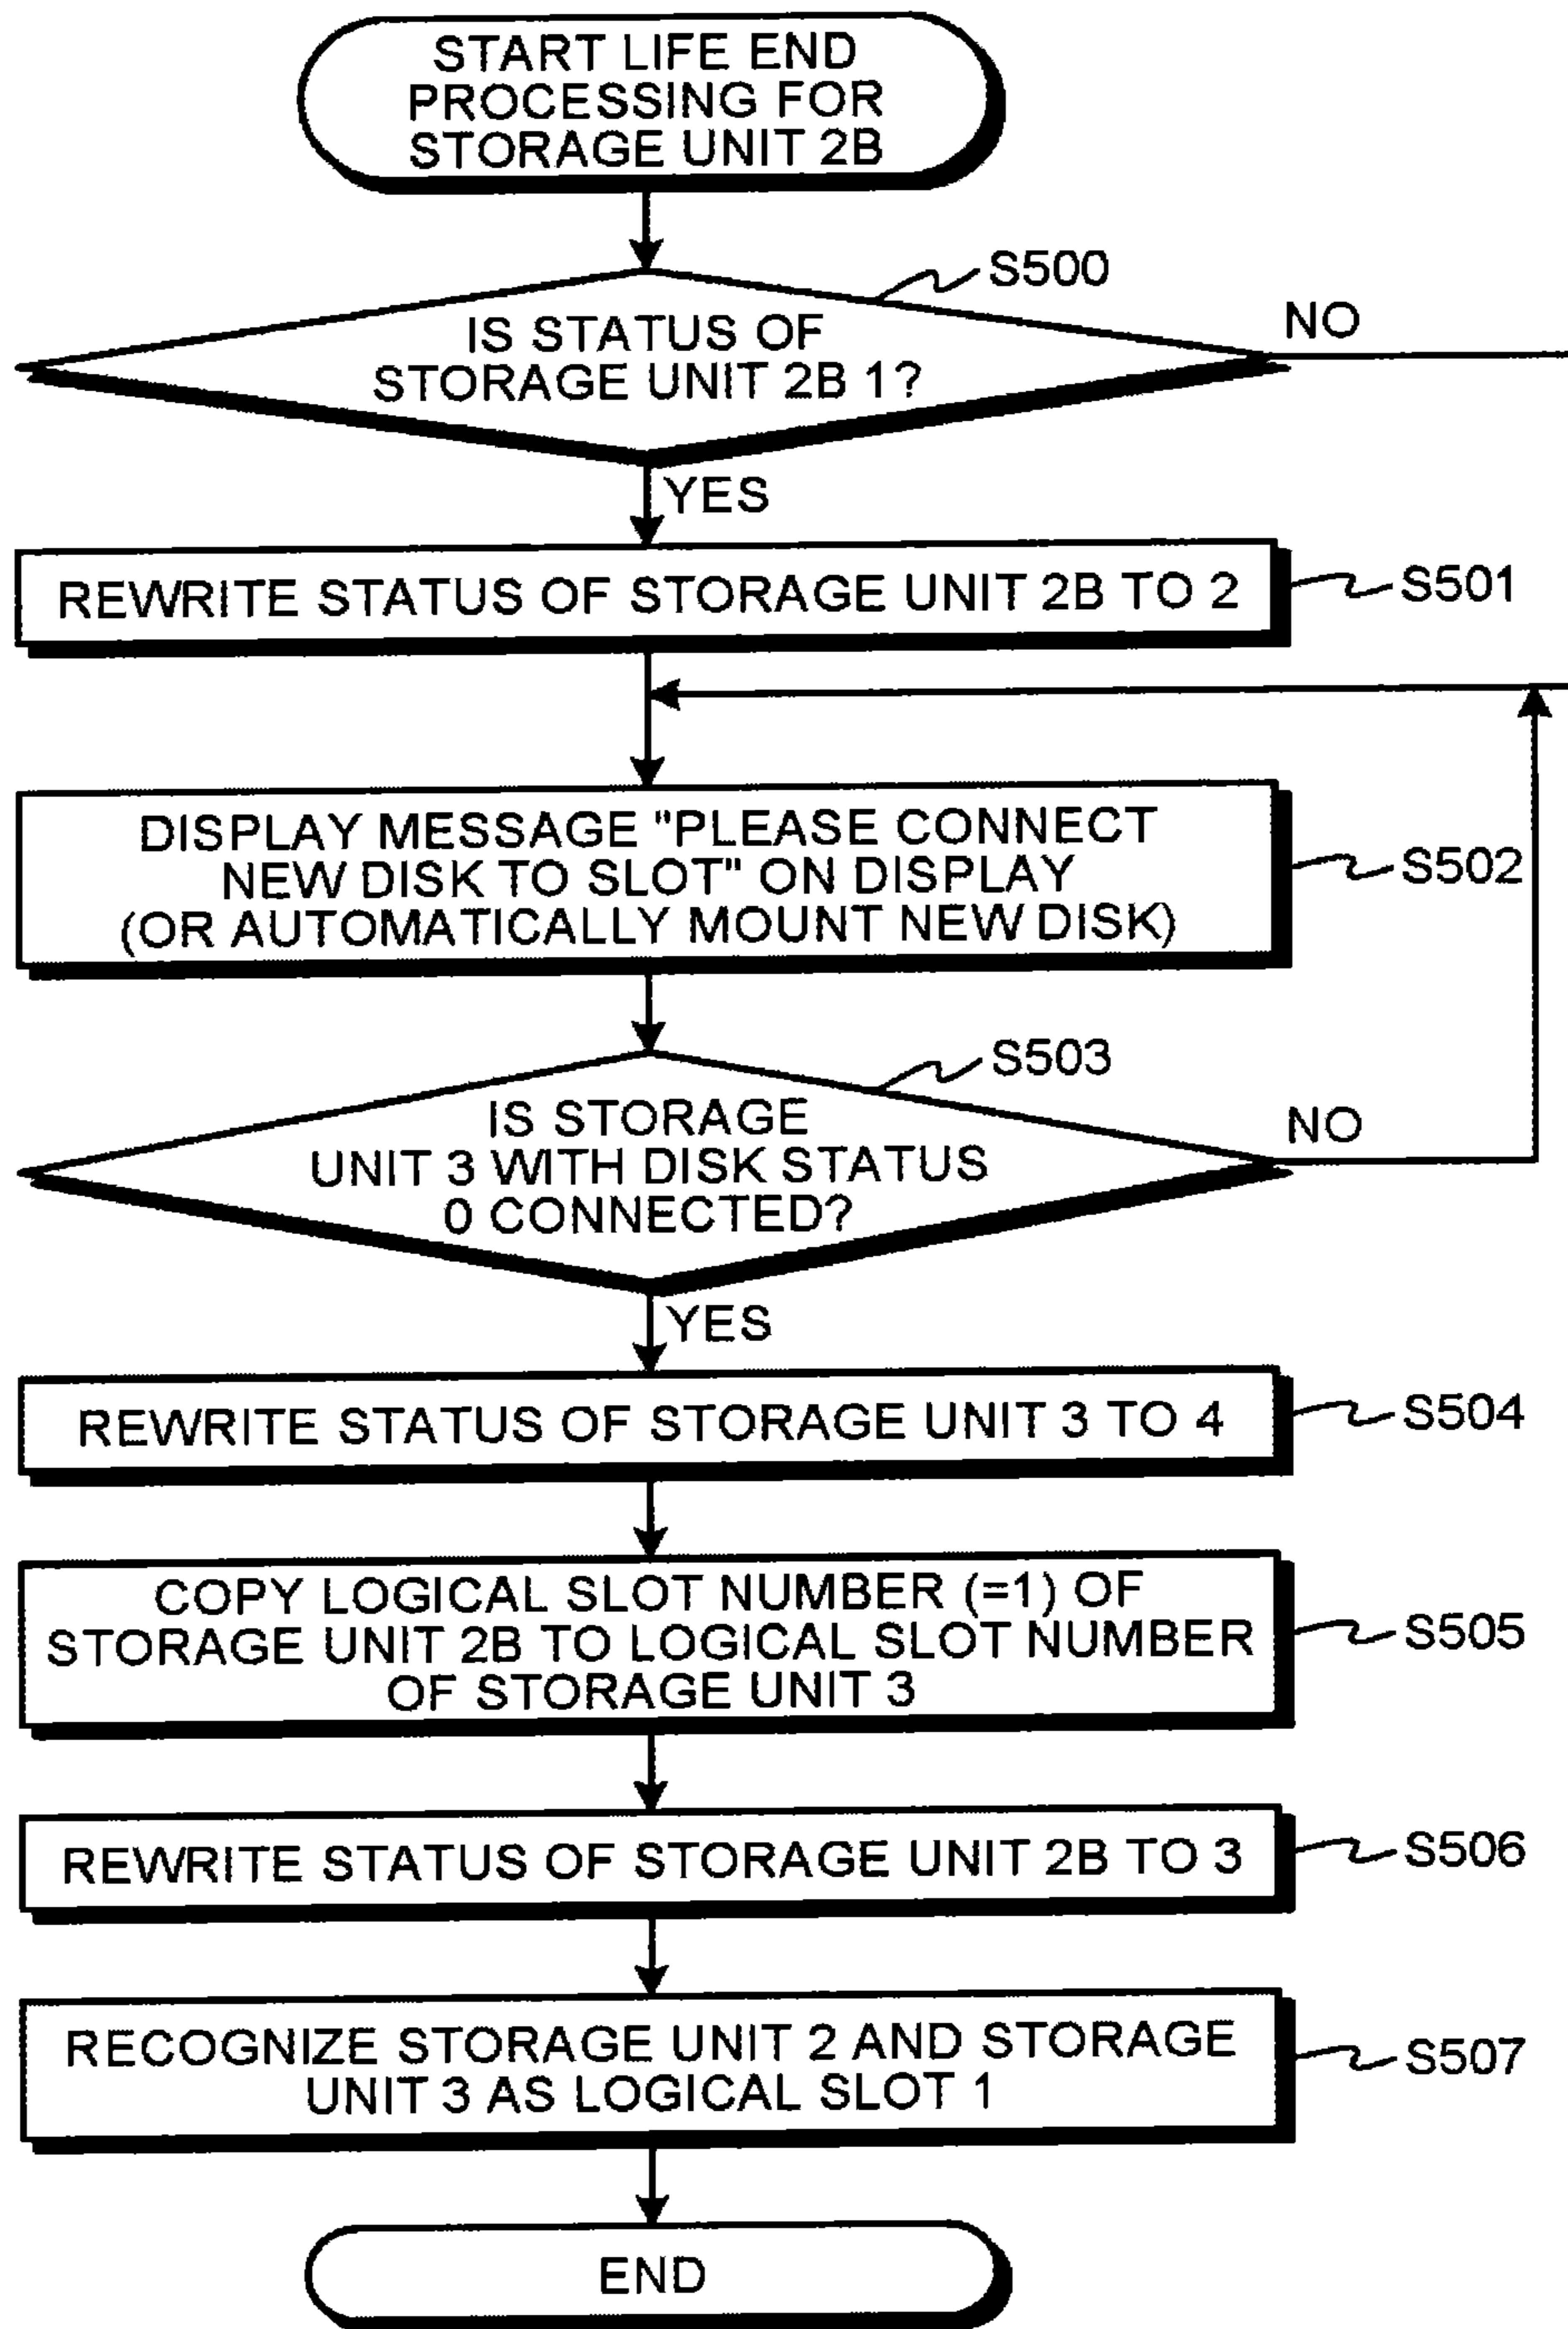 START LIFE END
PROCESSING FOR
STORAGE UNIT 2B
S500
IS STATUS OF
STORAGE UNIT 2B 1?
NO
YES
REWRITE STATUS OF STORAGE UNIT 2B TO 2
S501
DISPLAY MESSAGE "PLEASE CONNECT
NEW DISK TO SLOT" ON DISPLAY
(OR AUTOMATICALLY MOUNT NEW DISK)
S502
S503
IS STORAGE
UNIT 3 WITH DISK STATUS
0 CONNECTED?
NO
YES
REWRITE STATUS OF STORAGE UNIT 3 TO 4
S504
COPY LOGICAL SLOT NUMBER (=1) OF
STORAGE UNIT 2B TO LOGICAL SLOT NUMBER
OF STORAGE UNIT 3
S505
REWRITE STATUS OF STORAGE UNIT 2B TO 3
S506
RECOGNIZE STORAGE UNIT 2 AND STORAGE
UNIT 3 AS LOGICAL SLOT 1
S507
END